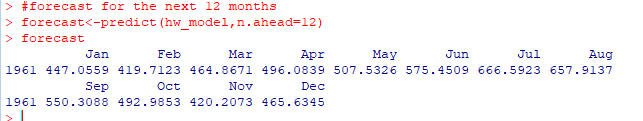 > #forecast for the next 12 months
> forecast<-predict(hw_model,n.ahead=12)
> forecast
Jan Feb Mar Apr May Jun Jul Aug
1961 447.0559 419.7123 464.8671 496.0839 507.5326 575.4509 666.5923 657.9137
Sep Oct Nov Dec
1961 550.3088 492.9853 420.2073 465.6345
>